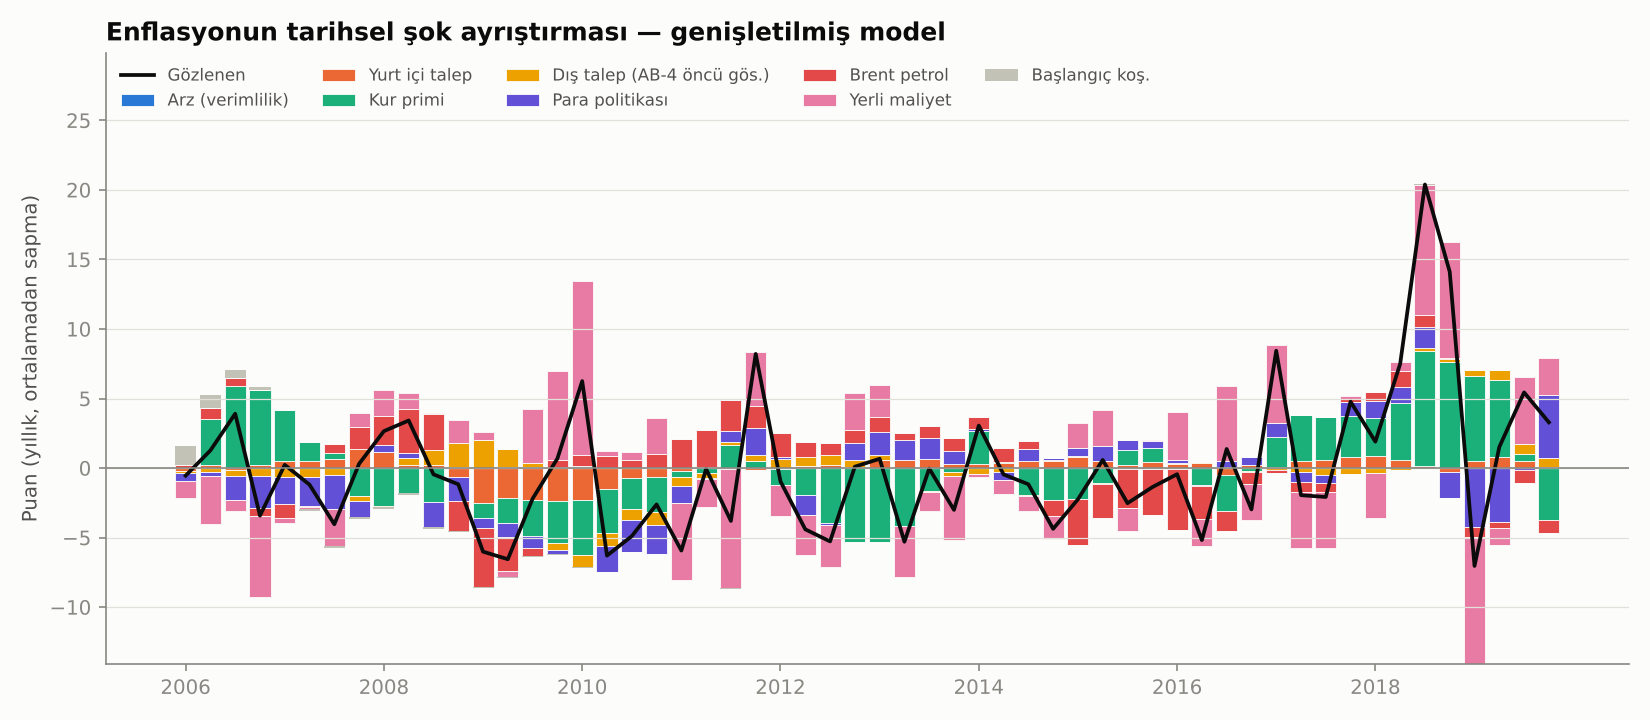 Enflasyonun tarihsel şok ayrıştırması — genişletilmiş model
Gözlenen
Yurt içi talep
Dış talep (AB-4 öncü gös.)
Brent petrol
Başlangıç koş.
Arz (verimlilik)
Kur primi
Para politikası
Yerli maliyet
Puan (yıllık, ortalamadan sapma)
25
20
15
10
5
0
−5
−10
2006
2008
2010
2012
2014
2016
2018